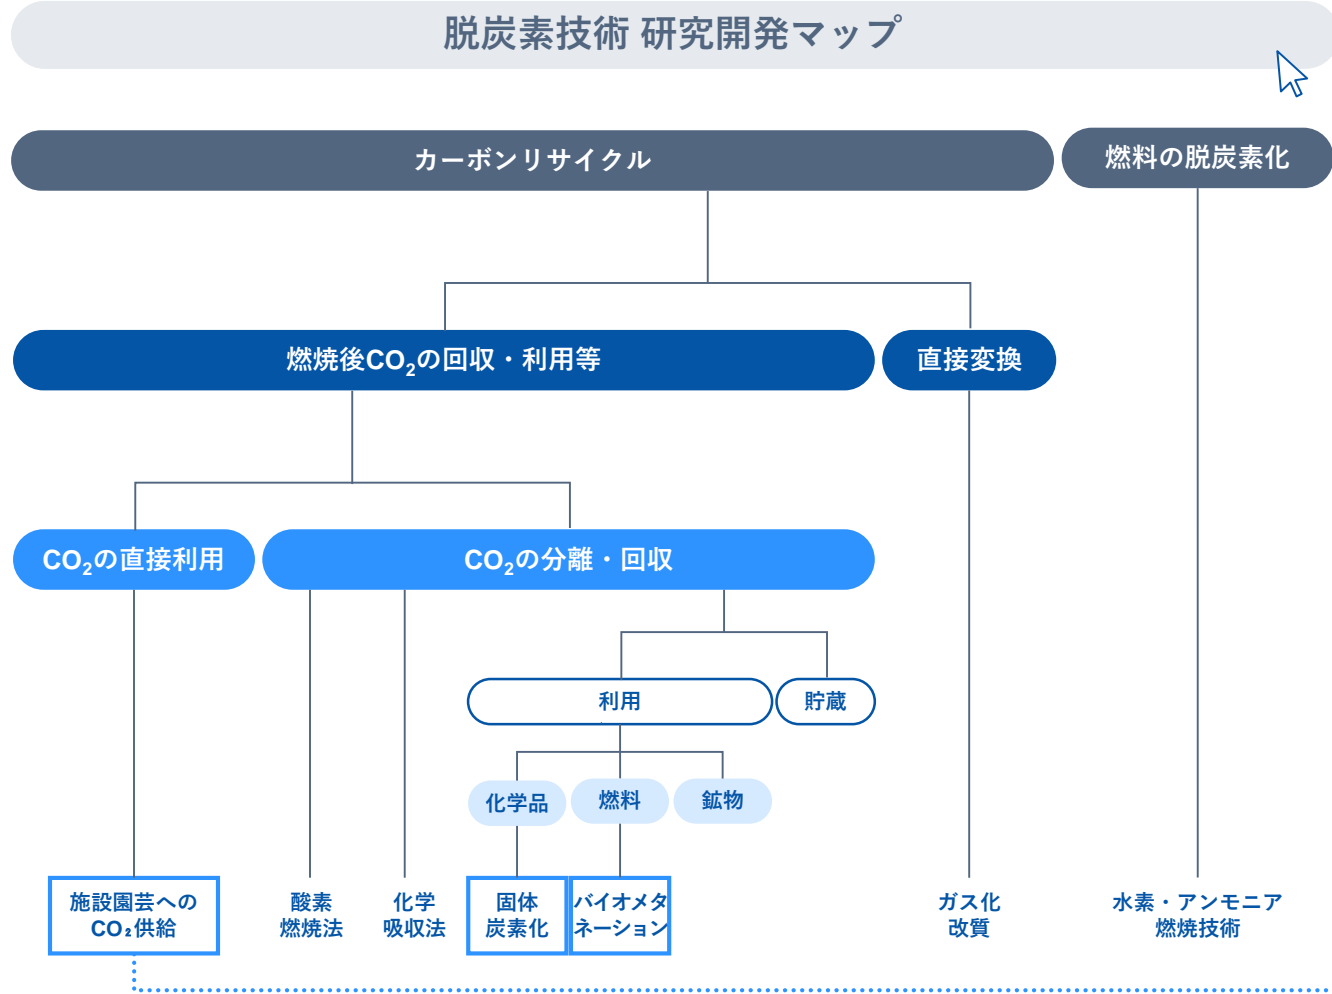 脱炭素技術 研究開発マップ
カーボンリサイクル
燃料の脱炭素化
燃焼後CO₂の回収・利用等
直接変換
CO₂の直接利用
CO₂の分離・回収
利用
貯蔵
化学品
燃料
鉱物
施設園芸への
CO₂供給
酸素
燃焼法
化学
吸収法
固体
炭素化
バイオメタ
ネーション
ガス化
改質
水素・アンモニア
燃焼技術